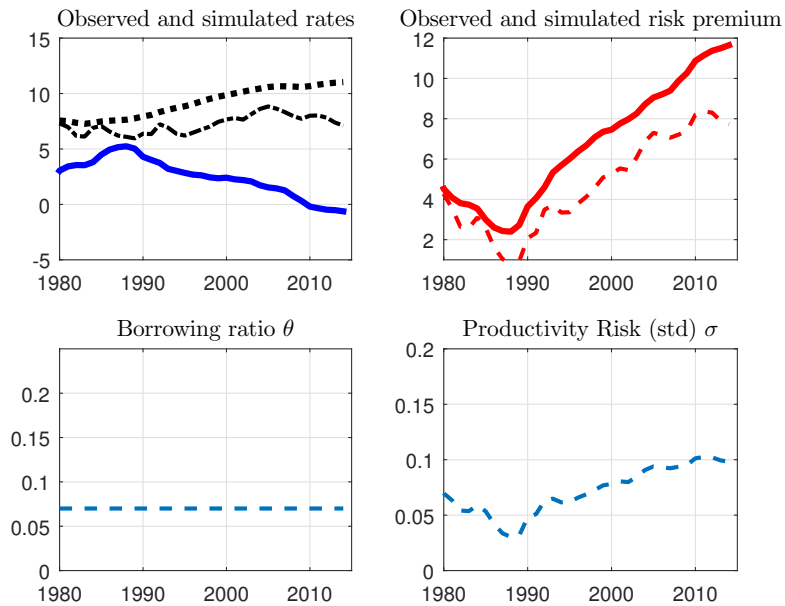 Observed and simulated rates
15
10
5
0
-5
1980 1990 2000 2010
Observed and simulated risk premium
12
10
8
6
4
2
1980 1990 2000 2010
Borrowing ratio θ
0.2
0.15
0.1
0.05
0
1980 1990 2000 2010
Productivity Risk (std) σ
0.2
0.15
0.1
0.05
0
1980 1990 2000 2010